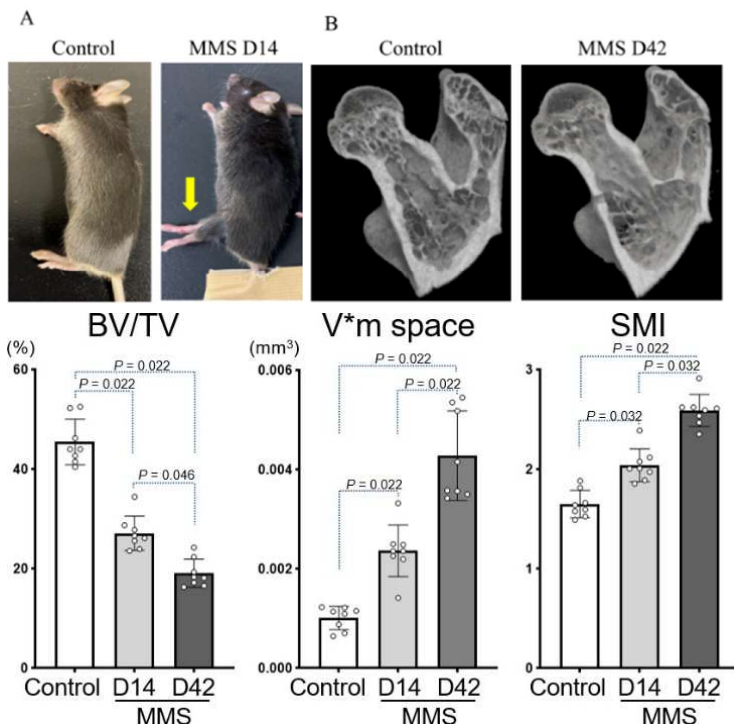 A
B
Control
MMS D14
Control
MMS D42
BV/TV
(%)
60
40
20
0
P = 0.022
P = 0.022
P = 0.046
Control
D14
D42
MMS
V*m space
(mm³)
0.006
0.004
0.002
0.000
P = 0.022
P = 0.022
P = 0.022
Control
D14
D42
MMS
SMI
3
2
1
0
P = 0.022
P = 0.032
P = 0.032
Control
D14
D42
MMS